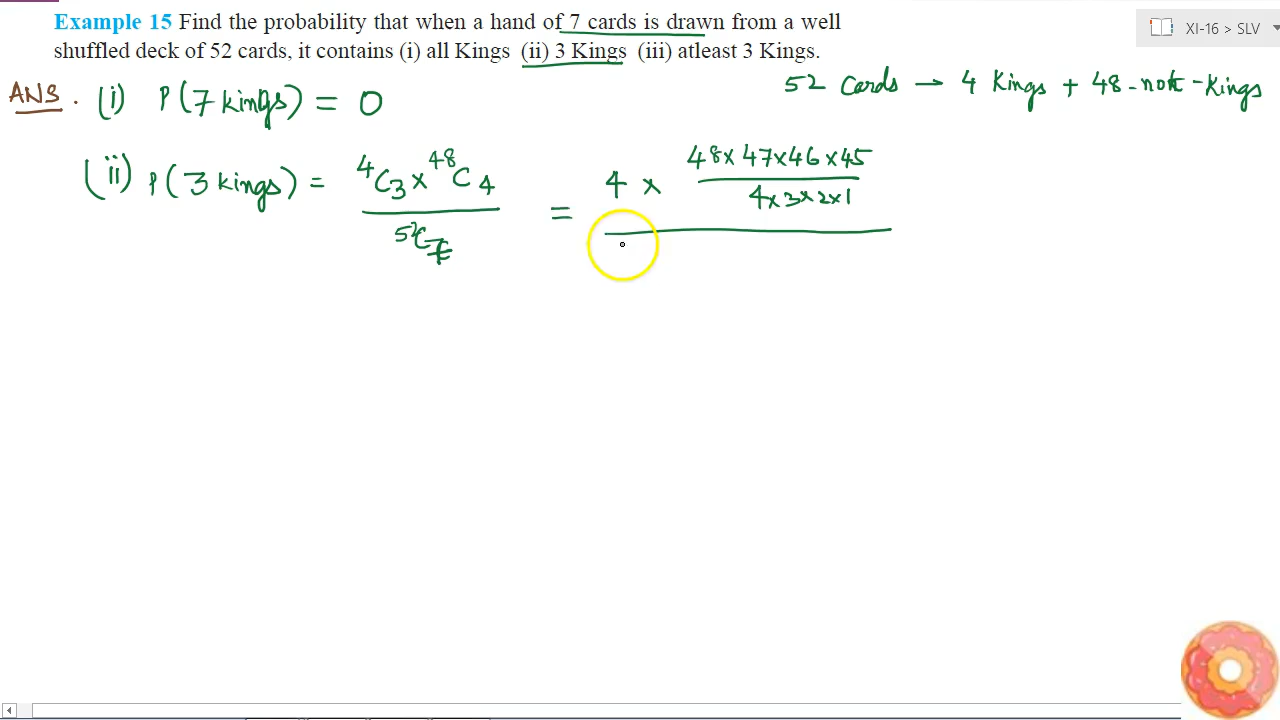 Example 15 Find the probability that when a hand of 7 cards is drawn from a well
shuffled deck of 52 cards, it contains (i) all Kings (ii) 3 Kings (iii) atleast 3 Kings.
XI-16 > SLV
52 Cards → 4 Kings + 48-not-Kings
ANS. (i) P(7 kings) = 0
(ii) P(3 kings) = ⁴C₃ × ⁴⁸C₄ / ⁵²C₇ = 4 × (48×47×46×45 / 4×3×2×1) /